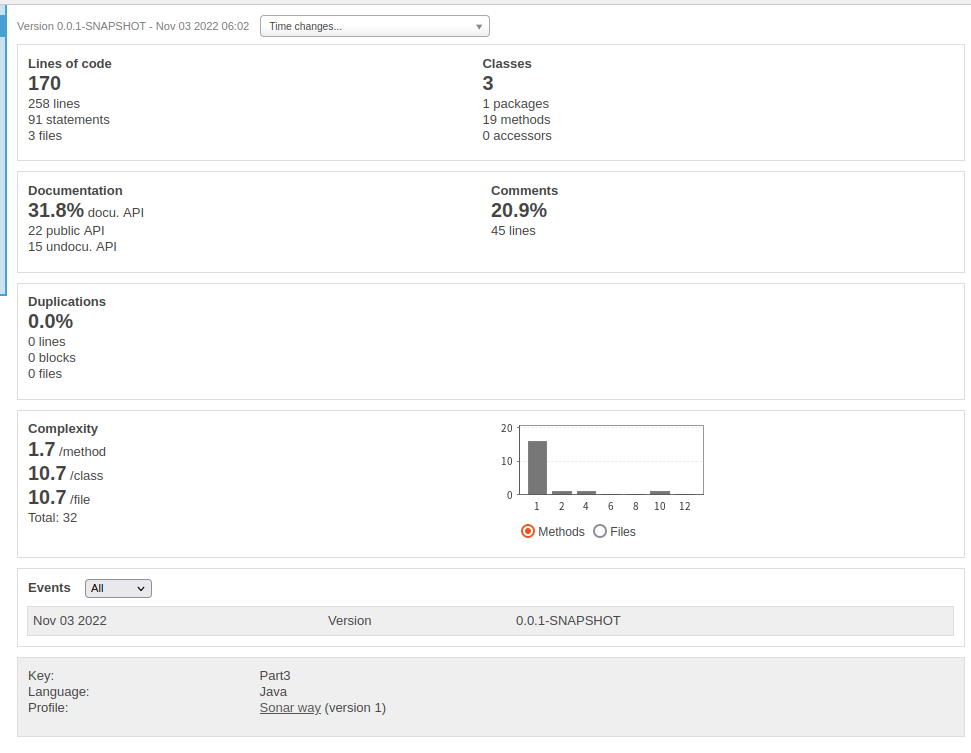 Version 0.0.1-SNAPSHOT - Nov 03 2022 06:02 Time changes...
Lines of code
170
258 lines
91 statements
3 files
Classes
3
1 packages
19 methods
0 accessors
Documentation
31.8% docu. API
22 public API
15 undocu. API
Comments
20.9%
45 lines
Duplications
0.0%
0 lines
0 blocks
0 files
Complexity
1.7 /method
10.7 /class
10.7 /file
Total: 32
20
10
0
1 2 4 6 8 10 12
Methods Files
Events All
Nov 03 2022 Version 0.0.1-SNAPSHOT
Key: Part3
Language: Java
Profile: Sonar way (version 1)